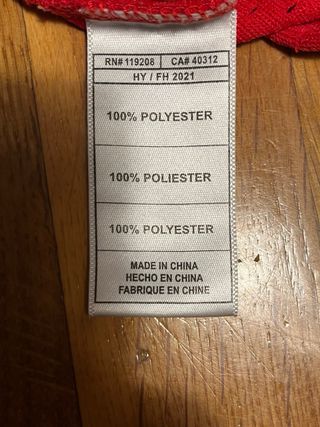 RN# 119208 CA# 40312
HY / FH 2021
100% POLYESTER
100% POLIESTER
100% POLYESTER
MADE IN CHINA
HECHO EN CHINA
FABRIQUE EN CHINE